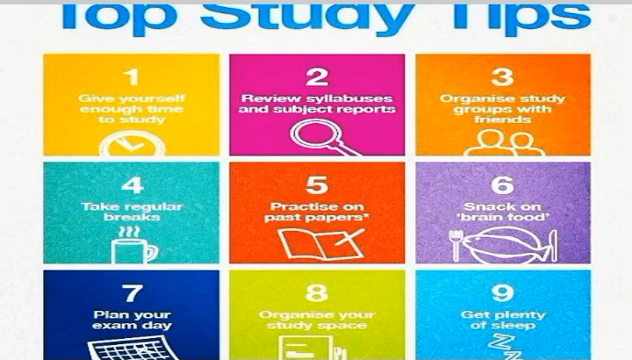 Top Study Tips
1
Give yourself
enough time
to study
2
Review syllabuses
and subject reports
3
Organise study
groups with
friends
4
Take regular
breaks
5
Practise on
past papers*
6
Snack on
'brain food'
7
Plan your
exam day
8
Organise your
study space
9
Get plenty
of sleep